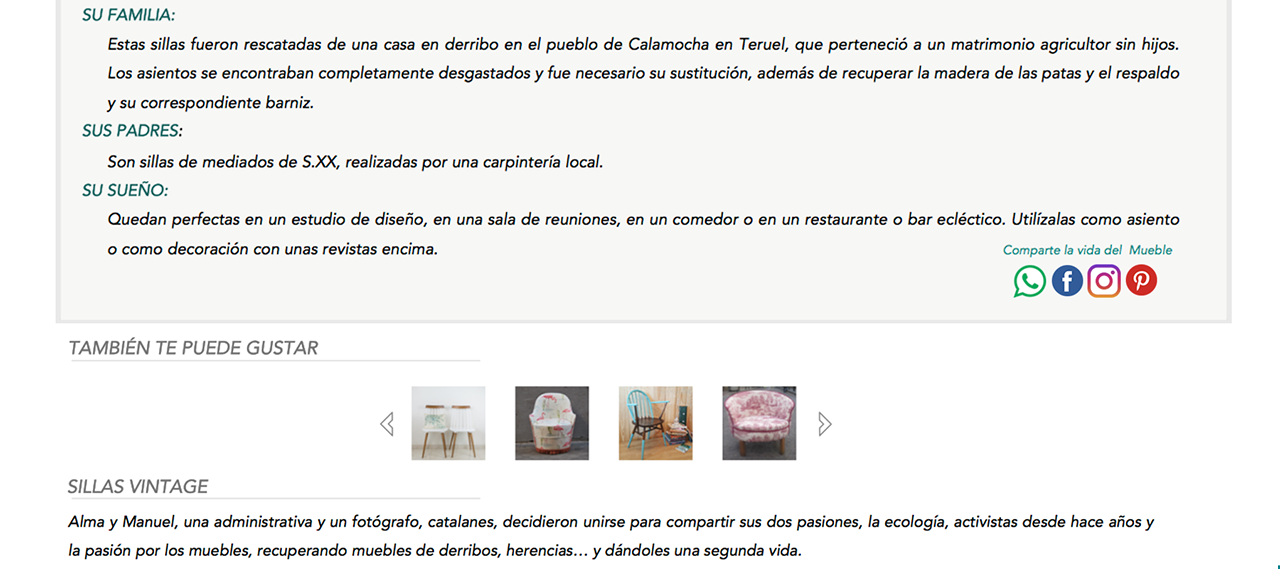 SU FAMILIA:
Estas sillas fueron rescatadas de una casa en derribo en el pueblo de Calamocha en Teruel, que perteneció a un matrimonio agricultor sin hijos.
Los asientos se encontraban completamente desgastados y fue necesario su sustitución, además de recuperar la madera de las patas y el respaldo
y su correspondiente barniz.
SUS PADRES:
Son sillas de mediados de S.XX, realizadas por una carpintería local.
SU SUEÑO:
Quedan perfectas en un estudio de diseño, en una sala de reuniones, en un comedor o en un restaurante o bar ecléctico. Utilízalas como asiento
o como decoración con unas revistas encima.
Comparte la vida del Mueble
TAMBIÉN TE PUEDE GUSTAR
SILLAS VINTAGE
Alma y Manuel, una administrativa y un fotógrafo, catalanes, decidieron unirse para compartir sus dos pasiones, la ecología, activistas desde hace años y
la pasión por los muebles, recuperando muebles de derribos, herencias… y dándoles una segunda vida.